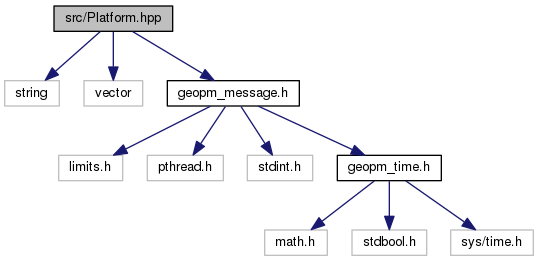 src/Platform.hpp
string
vector
geopm_message.h
limits.h
pthread.h
stdint.h
geopm_time.h
math.h
stdbool.h
sys/time.h